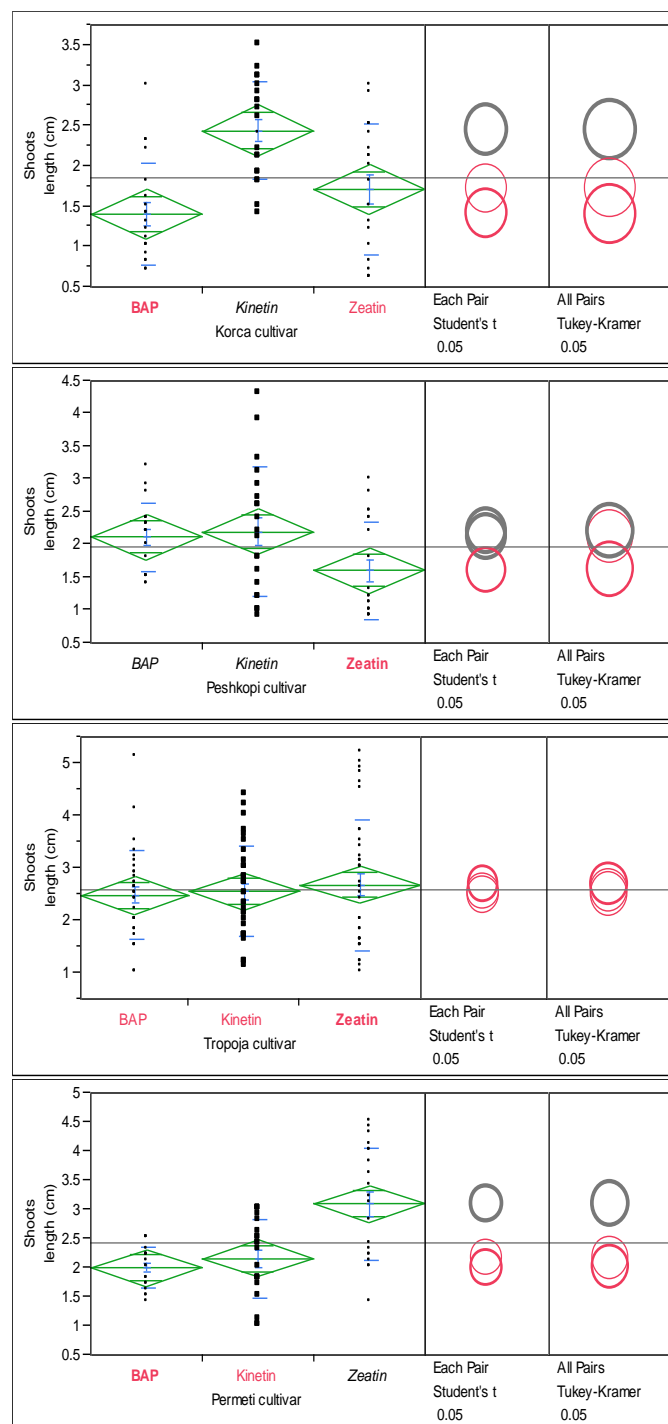 Shoots
length (cm)
3.5
3
2.5
2
1.5
1
0.5
BAP Kinetin Zeatin
Korca cultivar
Each Pair
Student's t
0.05
All Pairs
Tukey-Kramer
0.05
Shoots
length (cm)
4.5
4
3.5
3
2.5
2
1.5
1
0.5
BAP Kinetin Zeatin
Peshkopi cultivar
Each Pair
Student's t
0.05
All Pairs
Tukey-Kramer
0.05
Shoots
length (cm)
5
4
3
2
1
BAP Kinetin Zeatin
Tropoja cultivar
Each Pair
Student's t
0.05
All Pairs
Tukey-Kramer
0.05
Shoots
length (cm)
5
4.5
4
3.5
3
2.5
2
1.5
1
0.5
BAP Kinetin Zeatin
Permeti cultivar
Each Pair
Student's t
0.05
All Pairs
Tukey-Kramer
0.05